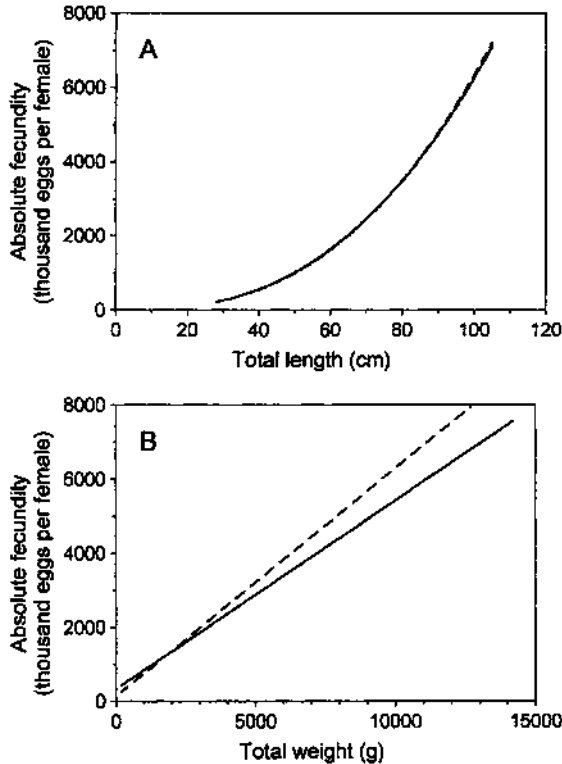 8000
A
6000
4000
2000
0
0 20 40 60 80 100 120
Absolute fecundity
(thousand eggs per female)
Total length (cm)
8000
B
6000
4000
2000
0
0 5000 10000 15000
Absolute fecundity
(thousand eggs per female)
Total weight (g)